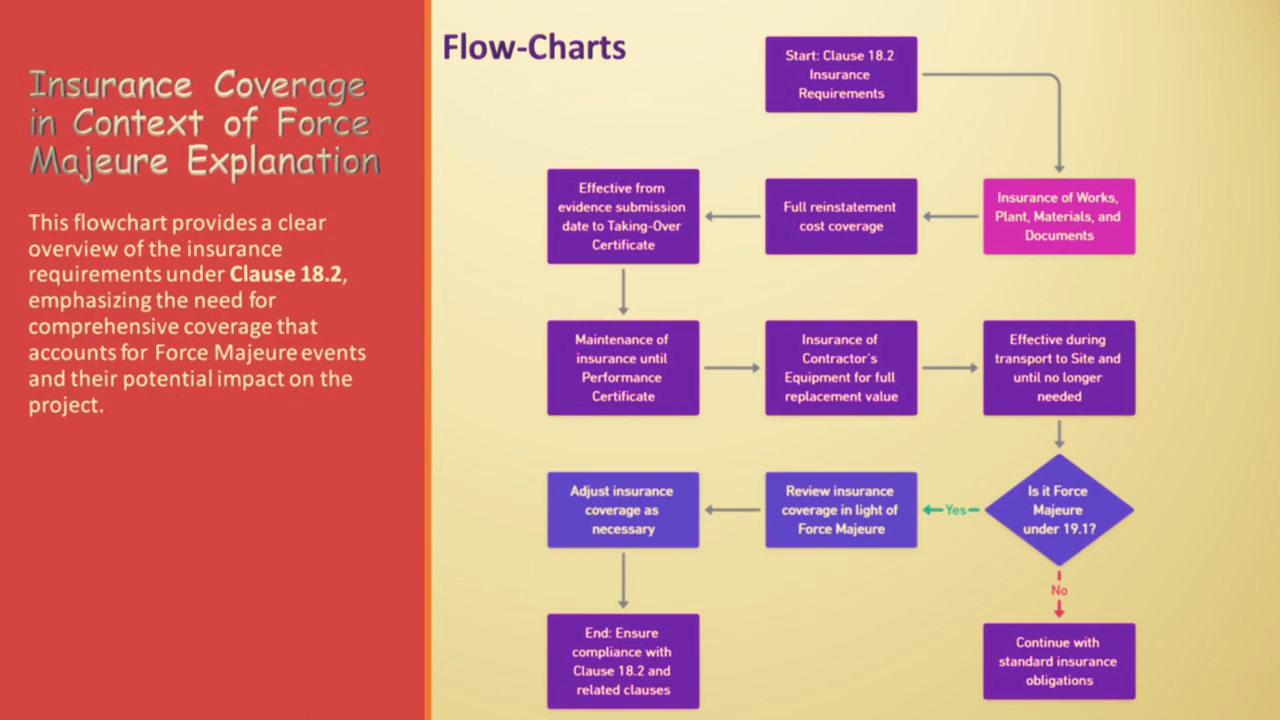 Insurance Coverage
in Context of Force
Majeure Explanation
This flowchart provides a clear
overview of the insurance
requirements under Clause 18.2,
emphasizing the need for
comprehensive coverage that
accounts for Force Majeure events
and their potential impact on the
project.
Flow-Charts
Start: Clause 18.2
Insurance
Requirements
Insurance of Works,
Plant, Materials, and
Documents
Full reinstatement
cost coverage
Effective from
evidence submission
date to Taking-Over
Certificate
Maintenance of
insurance until
Performance
Certificate
Insurance of
Contractor's
Equipment for full
replacement value
Effective during
transport to Site and
until no longer
needed
Is it Force
Majeure
under 19.1?
Yes
Review insurance
coverage in light of
Force Majeure
Adjust insurance
coverage as
necessary
End: Ensure
compliance with
Clause 18.2 and
related clauses
No
Continue with
standard insurance
obligations